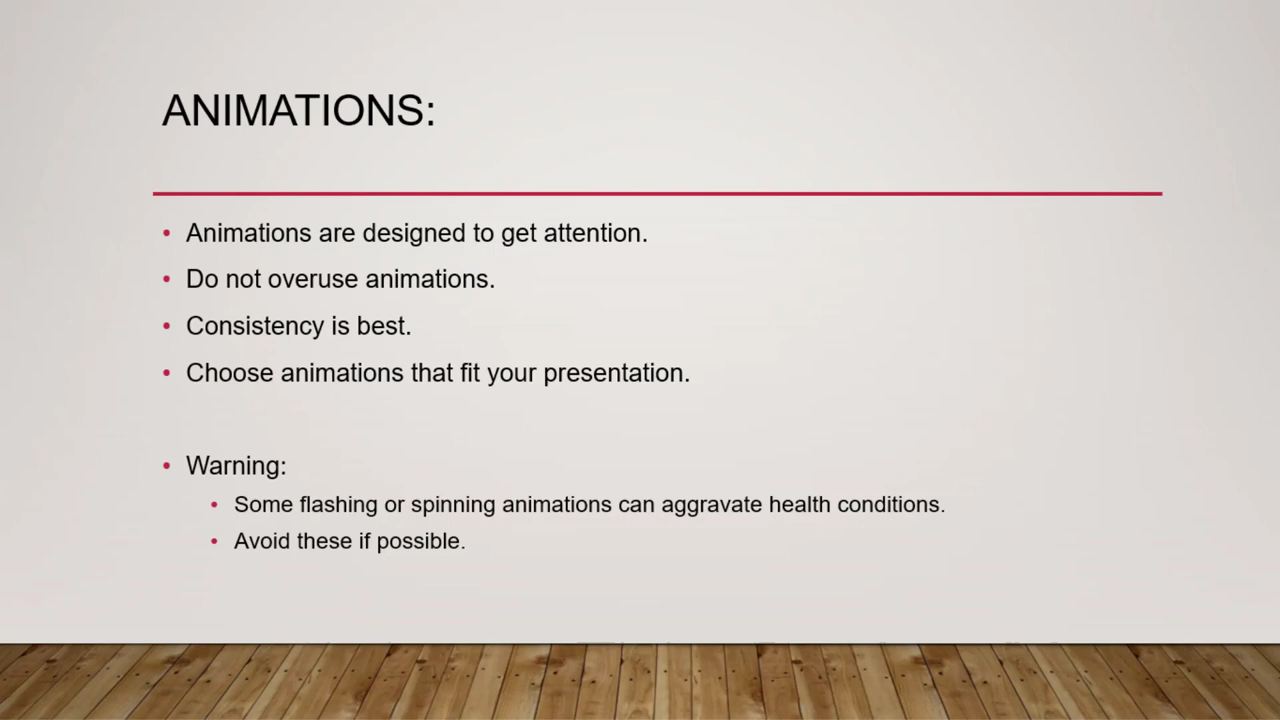 ANIMATIONS:
• Animations are designed to get attention.
• Do not overuse animations.
• Consistency is best.
• Choose animations that fit your presentation.
• Warning:
• Some flashing or spinning animations can aggravate health conditions.
• Avoid these if possible.